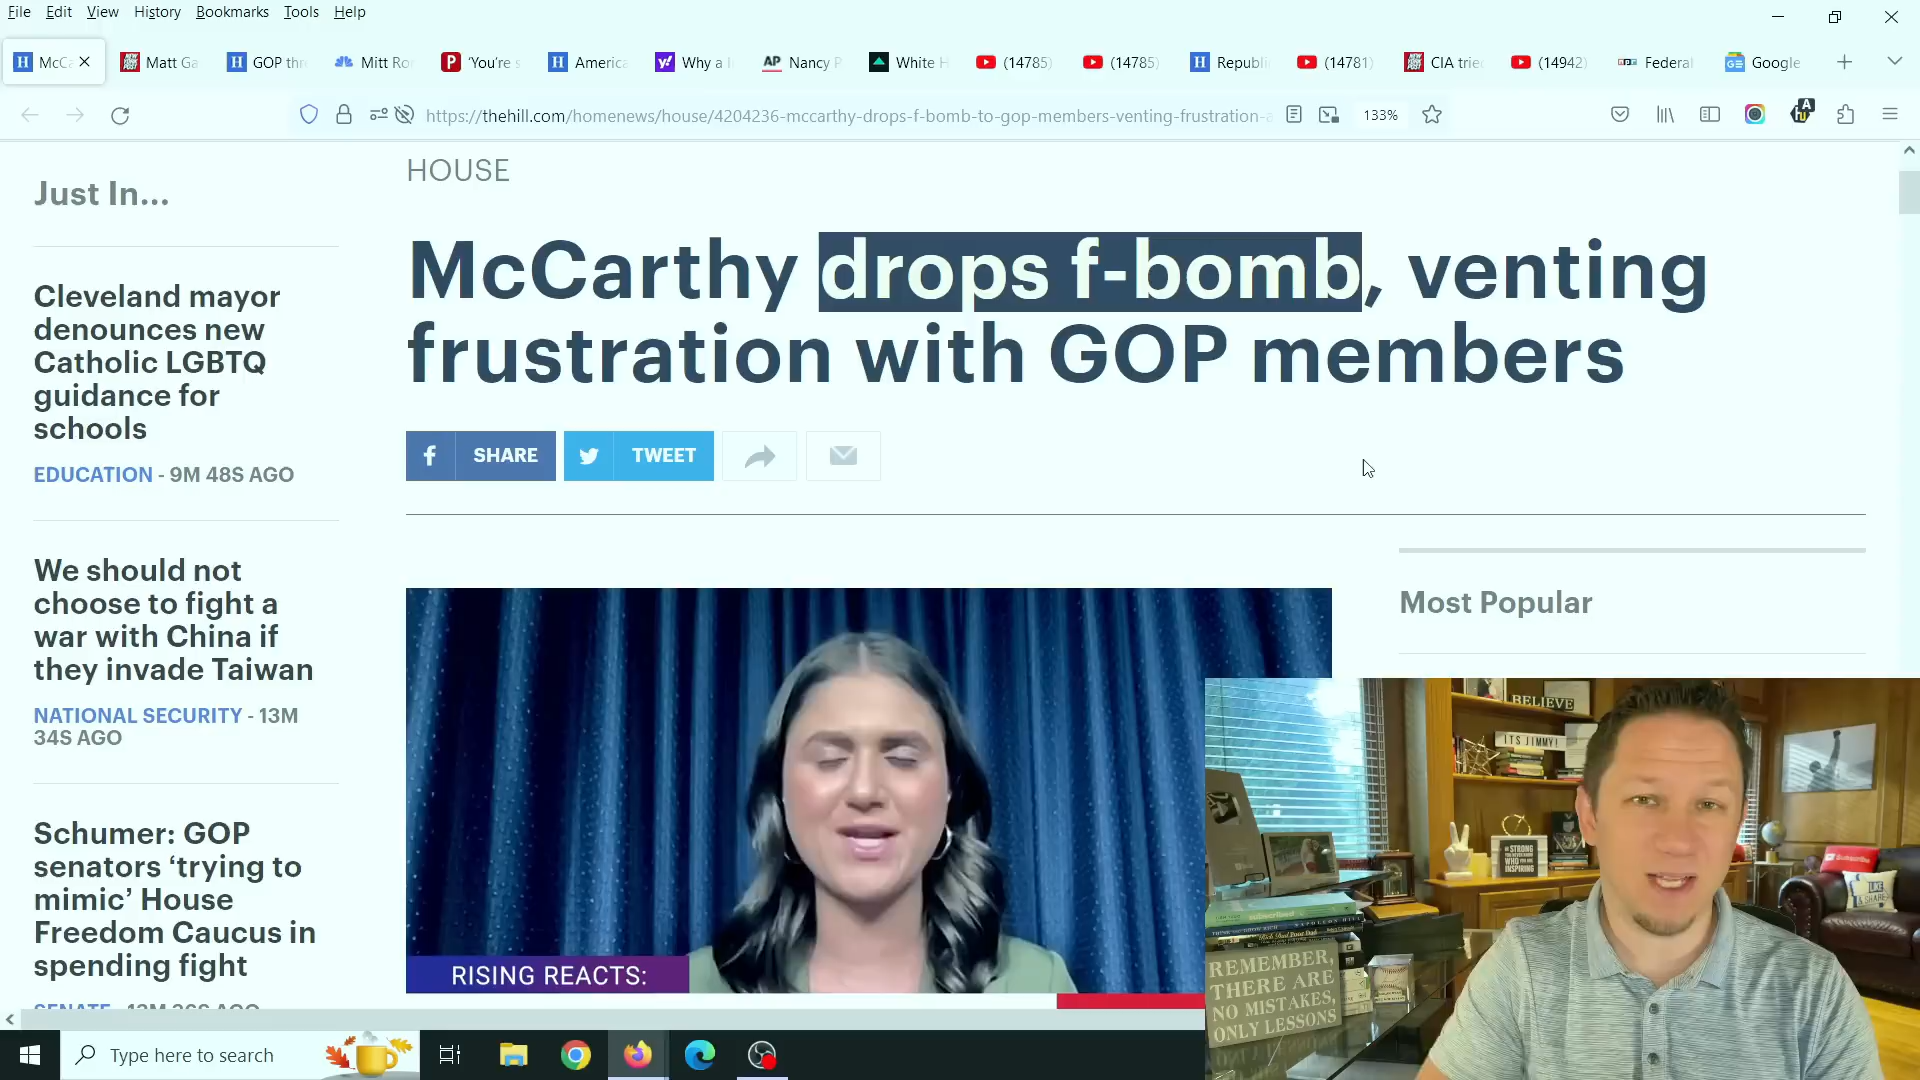 File Edit View History Bookmarks Tools Help
McCa
Matt Ga
GOP thr
Mitt Ro
'You're s
America
Why a
Nancy P
White H
(14785)
(14785)
Republi
(14781)
CIA trie
(14942)
Federal
Google
https://thehill.com/homenews/house/4204236-mccarthy-drops-f-bomb-to-gop-members-venting-frustration-a
133%
HOUSE
McCarthy drops f-bomb, venting
frustration with GOP members
SHARE
TWEET
Just In...
Cleveland mayor
denounces new
Catholic LGBTQ
guidance for
schools
EDUCATION - 9M 48S AGO
We should not
choose to fight a
war with China if
they invade Taiwan
NATIONAL SECURITY - 13M
34S AGO
Schumer: GOP
senators ‘trying to
mimic’ House
Freedom Caucus in
spending fight
RISING REACTS:
Most Popular
BELIEVE
ITS JIMMY!
REMEMBER,
THERE ARE
NO MISTAKES,
ONLY LESSONS
Type here to search